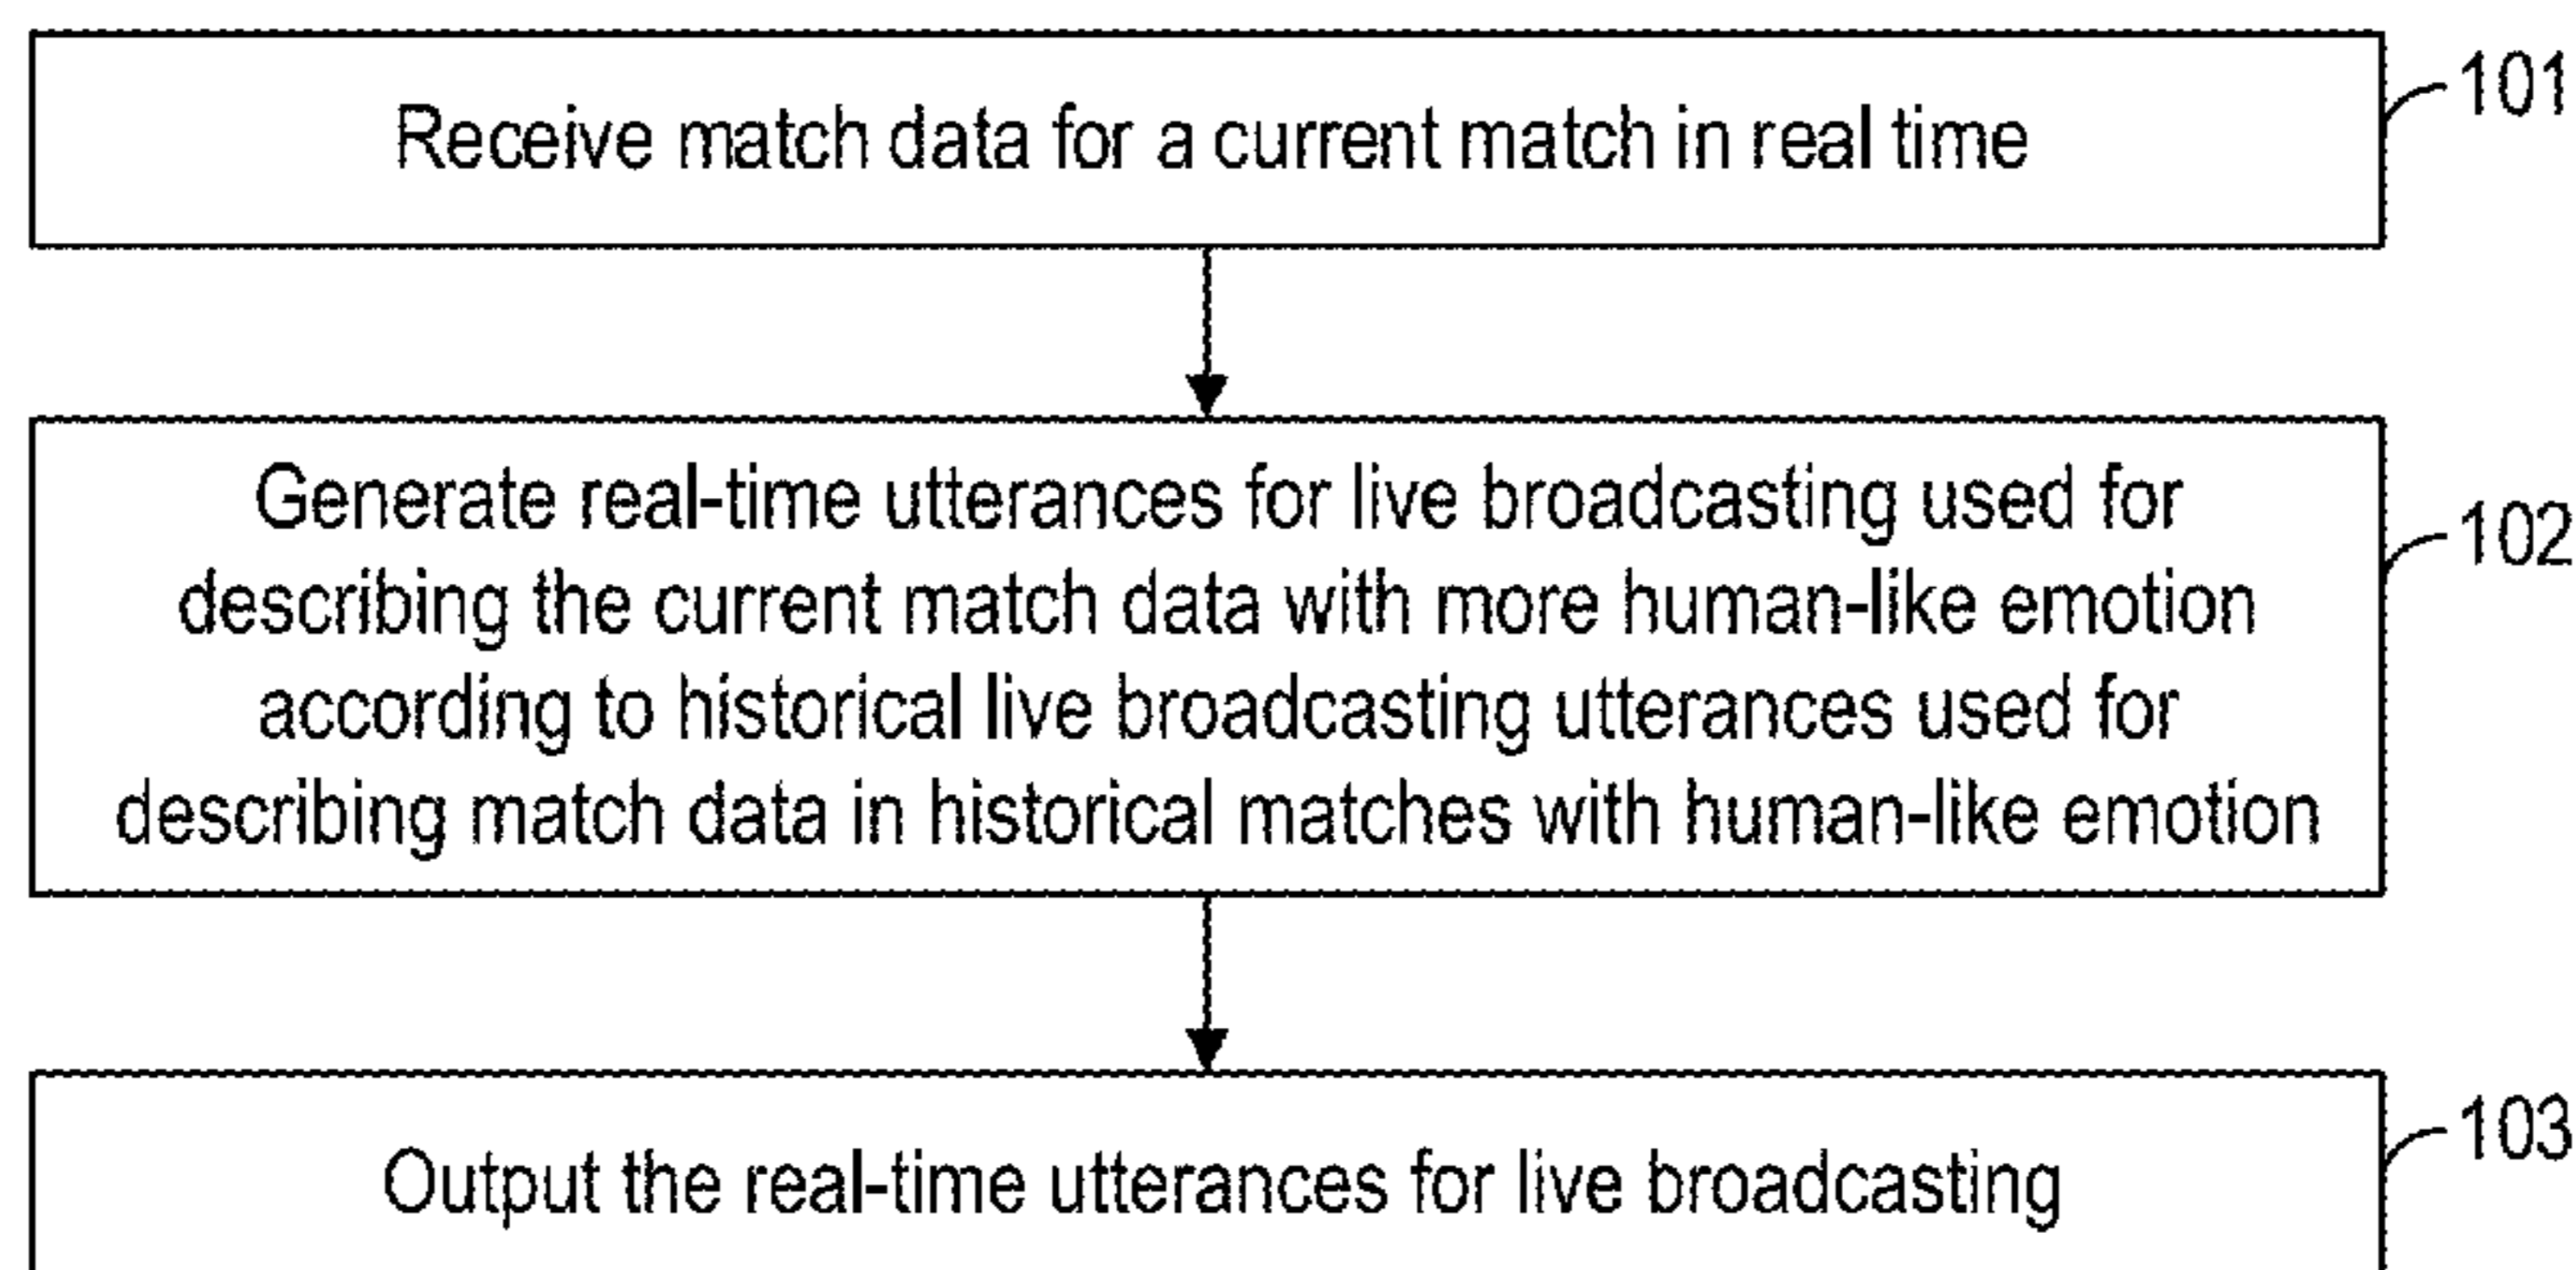 Receive match data for a current match in real time
101
Generate real-time utterances for live broadcasting used for
describing the current match data with more human-like emotion
according to historical live broadcasting utterances used for
describing match data in historical matches with human-like emotion
102
Output the real-time utterances for live broadcasting
103